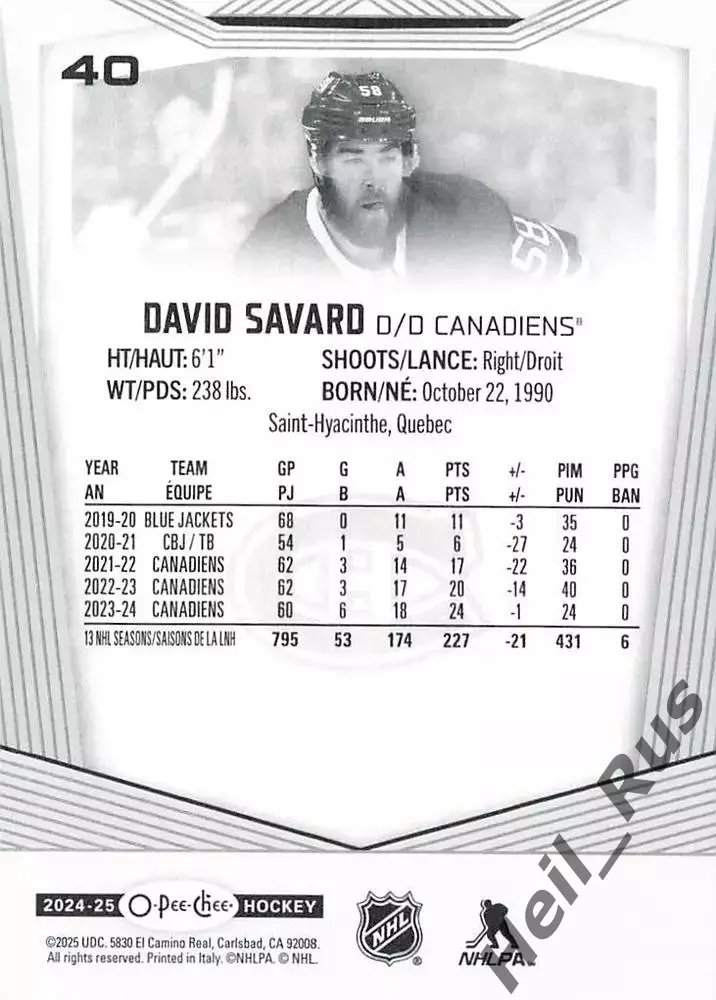 40
58
BAUER
58
DAVID SAVARD D/D CANADIENS®
HT/HAUT: 6'1" SHOOTS/LANCE: Right/Droit
WT/PDS: 238 lbs. BORN/NÉ: October 22, 1990
Saint-Hyacinthe, Quebec
YEAR TEAM GP G A PTS +/- PIM PPG
AN ÉQUIPE PJ B A PTS +/- PUN BAN
2019-20 BLUE JACKETS 68 0 11 11 -3 35 0
2020-21 CBJ / TB 54 1 5 6 -27 24 0
2021-22 CANADIENS 62 3 14 17 -22 36 0
2022-23 CANADIENS 62 3 17 20 -14 40 0
2023-24 CANADIENS 60 6 18 24 -1 24 0
13 NHL SEASONS/SAISONS DE LA LNH 795 53 174 227 -21 431 6
Heil_Rus
2024-25 O-Pee-Chee HOCKEY
NHL ®
NHLPA™
©2025 UDC. 5830 El Camino Real, Carlsbad, CA 92008.
All rights reserved. Printed in Italy. ©NHLPA. © NHL.